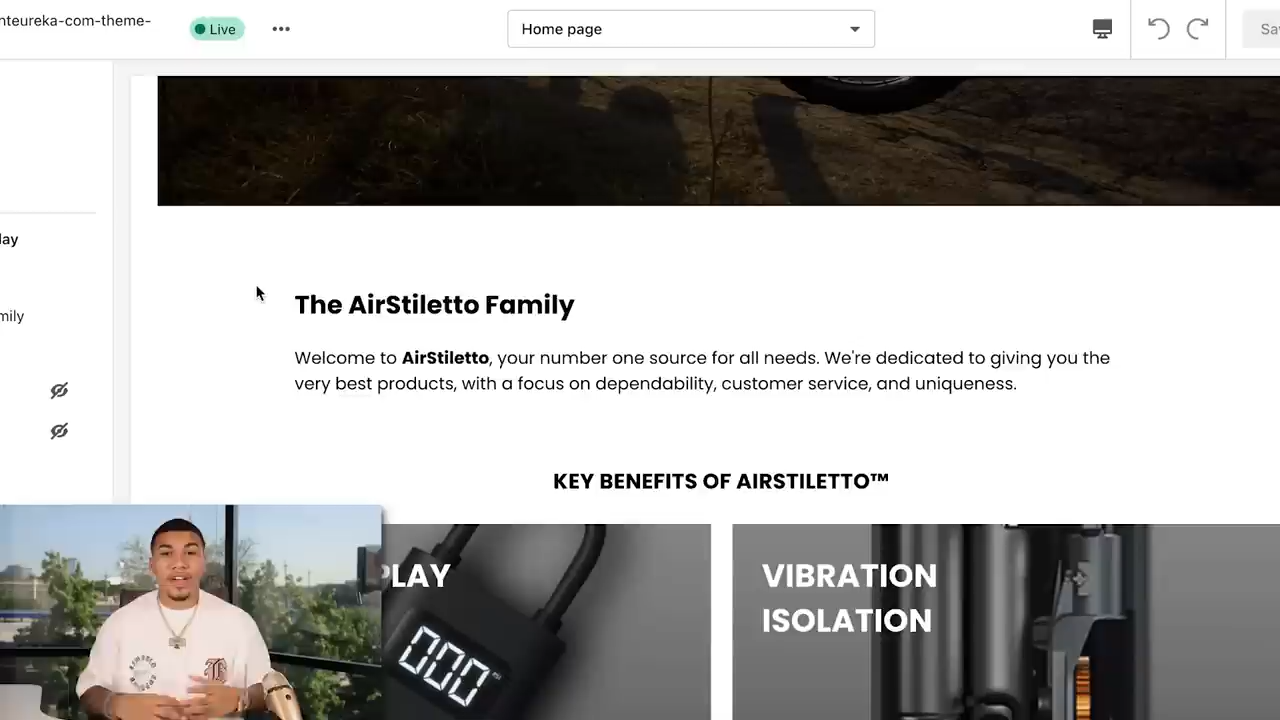 nteureka-com-theme-
Live
Home page
Sav
lay
mily
The AirStiletto Family
Welcome to AirStiletto, your number one source for all needs. We're dedicated to giving you the
very best products, with a focus on dependability, customer service, and uniqueness.
KEY BENEFITS OF AIRSTILETTO™
PLAY
VIBRATION
ISOLATION
000